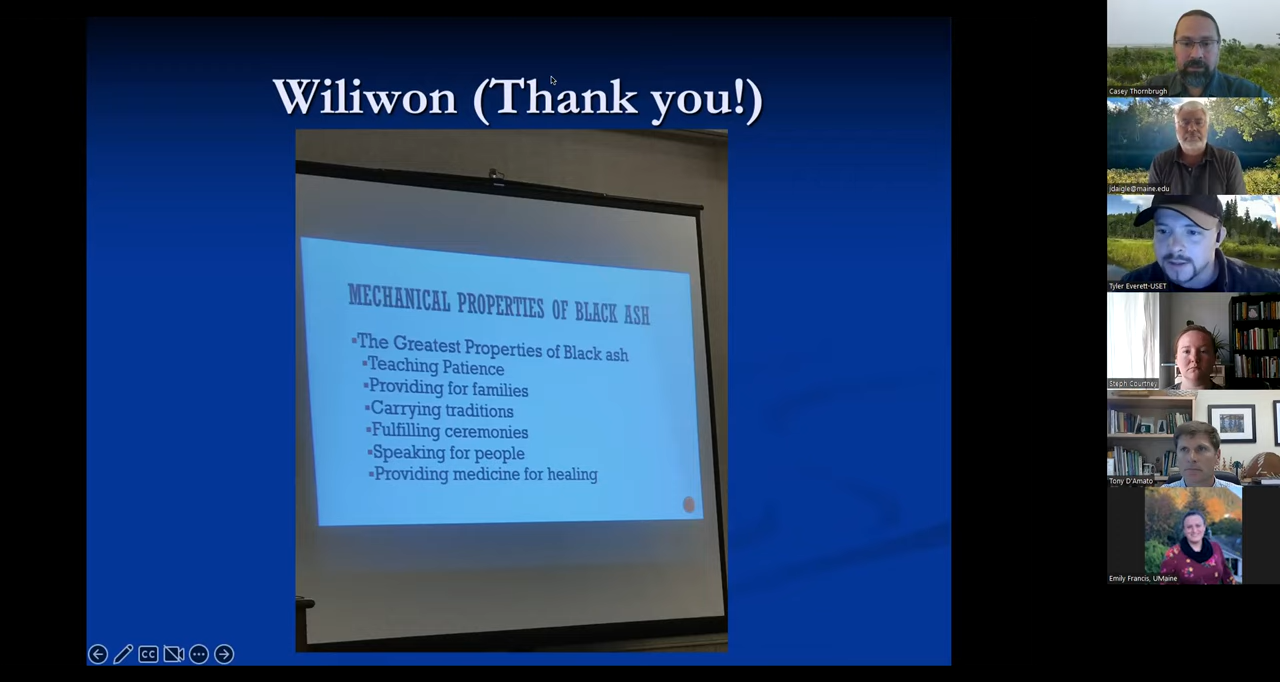 Wiliwon (Thank you!)
MECHANICAL PROPERTIES OF BLACK ASH
▪The Greatest Properties of Black ash
▪Teaching Patience
▪Providing for families
▪Carrying traditions
▪Fulfilling ceremonies
▪Speaking for people
▪Providing medicine for healing
CC
Casey Thornbrugh
jdaigle@maine.edu
Tyler Everett-USET
Steph Courtney
Tony D'Amato
Emily Francis, UMaine